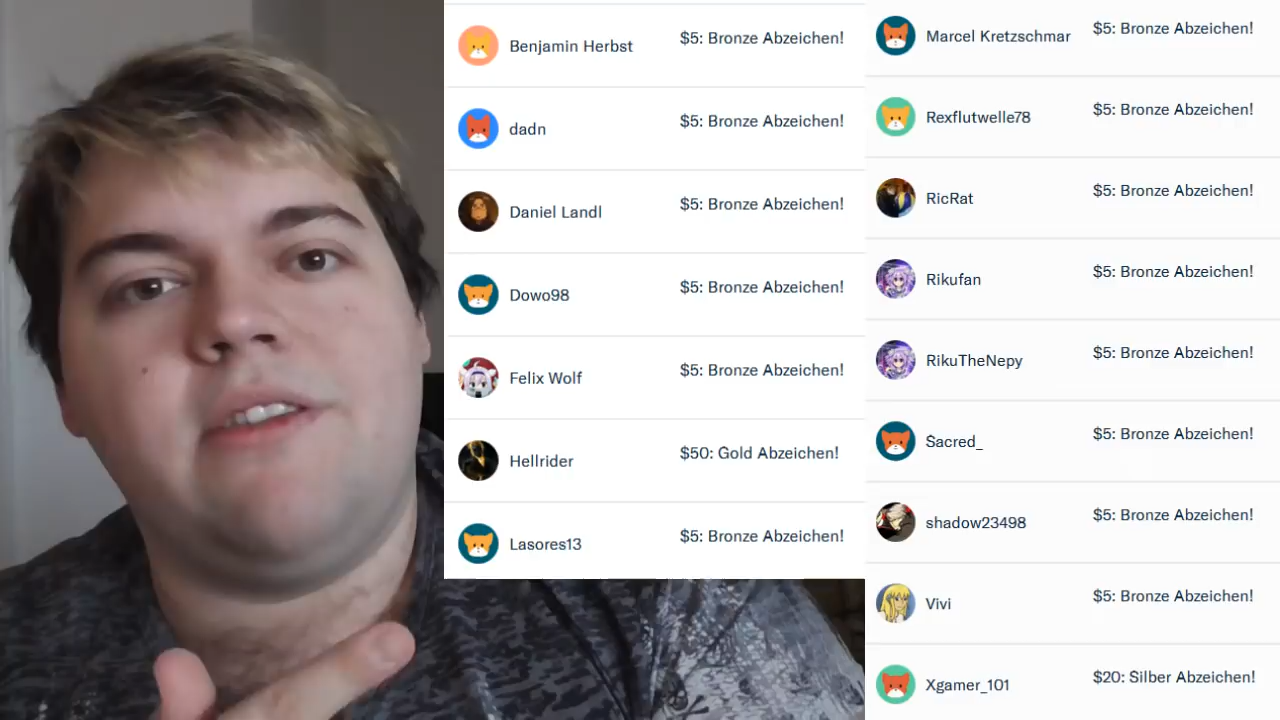 Benjamin Herbst $5: Bronze Abzeichen!
dadn $5: Bronze Abzeichen!
Daniel Landl $5: Bronze Abzeichen!
Dowo98 $5: Bronze Abzeichen!
Felix Wolf $5: Bronze Abzeichen!
Hellrider $50: Gold Abzeichen!
Lasores13 $5: Bronze Abzeichen!
Marcel Kretzschmar $5: Bronze Abzeichen!
Rexflutwelle78 $5: Bronze Abzeichen!
RicRat $5: Bronze Abzeichen!
Rikufan $5: Bronze Abzeichen!
RikuTheNepy $5: Bronze Abzeichen!
Sacred_ $5: Bronze Abzeichen!
shadow23498 $5: Bronze Abzeichen!
Vivi $5: Bronze Abzeichen!
Xgamer_101 $20: Silber Abzeichen!